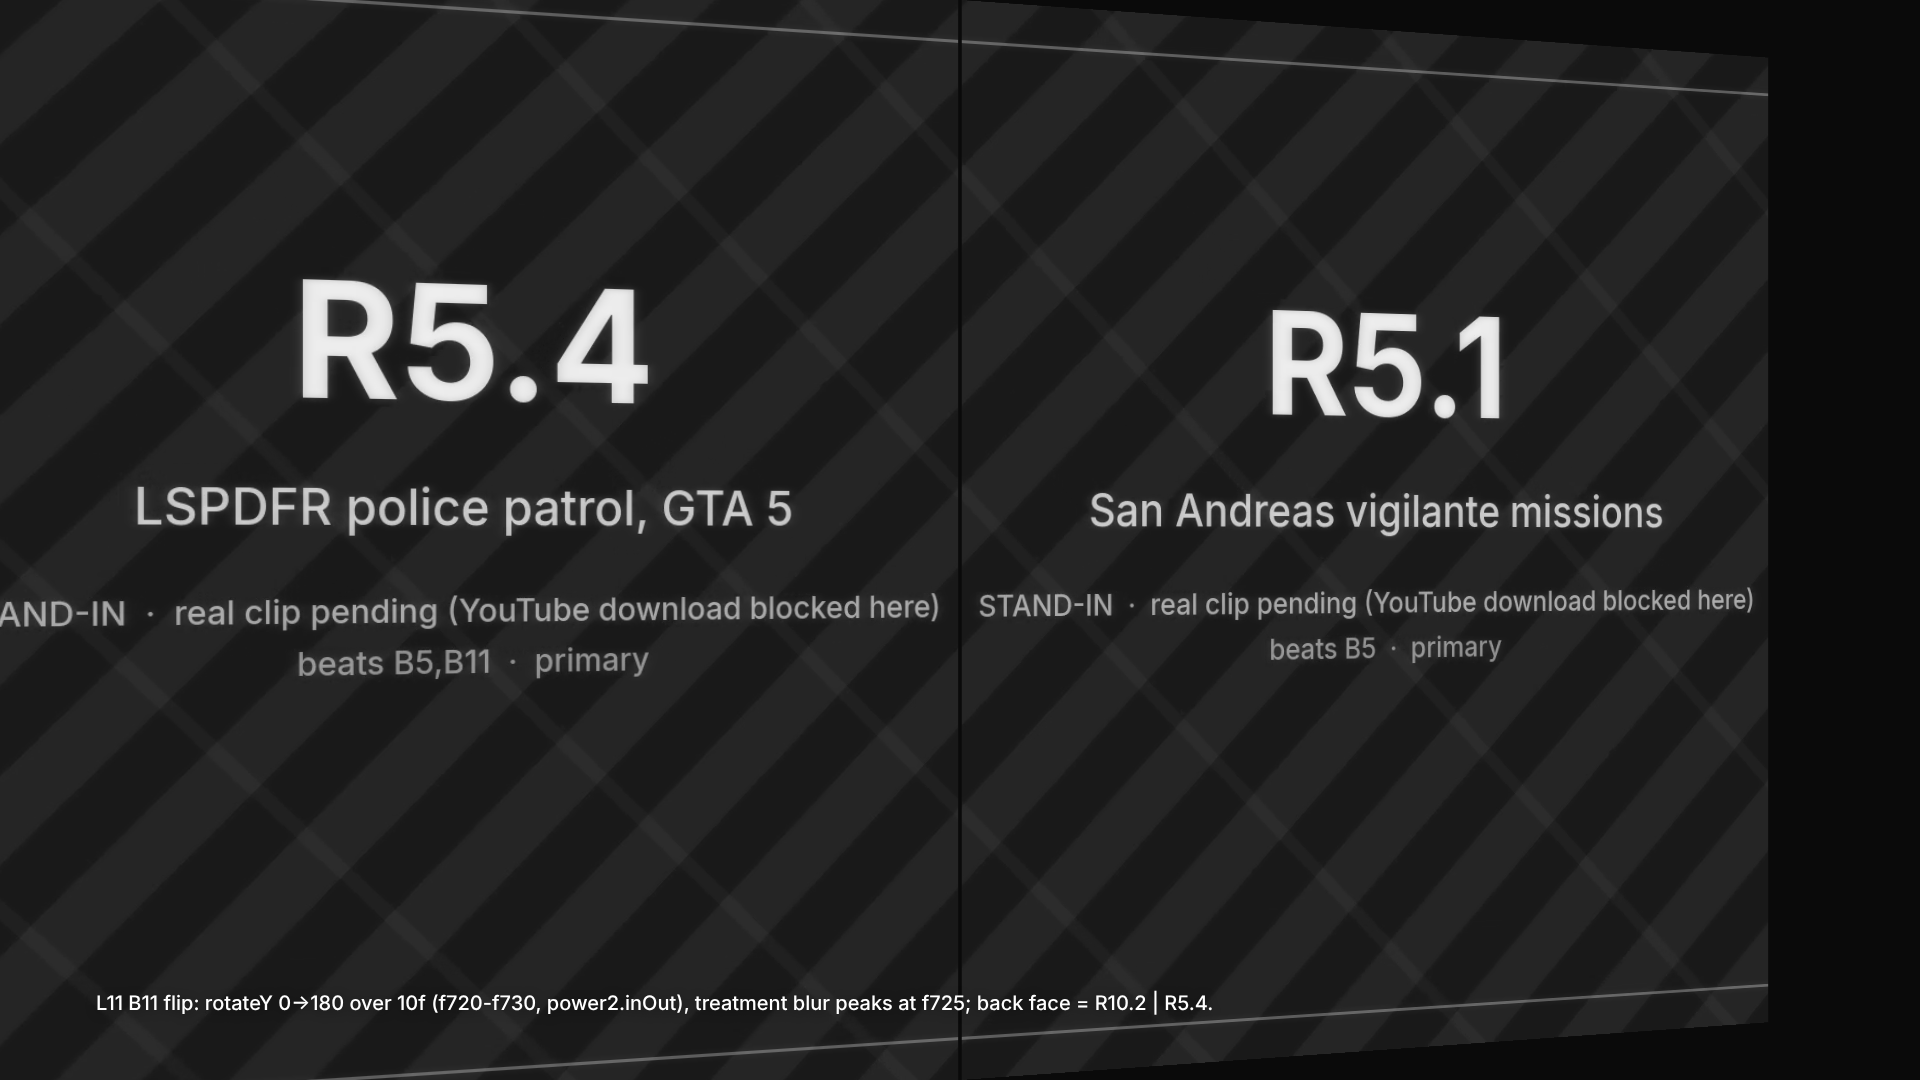 R5.4
LSPDFR police patrol, GTA 5
AND-IN · real clip pending (YouTube download blocked here)
beats B5,B11 · primary
R5.1
San Andreas vigilante missions
STAND-IN · real clip pending (YouTube download blocked here)
beats B5 · primary
L11 B11 flip: rotateY 0→180 over 10f (f720-f730, power2.inOut), treatment blur peaks at f725; back face = R10.2 | R5.4.